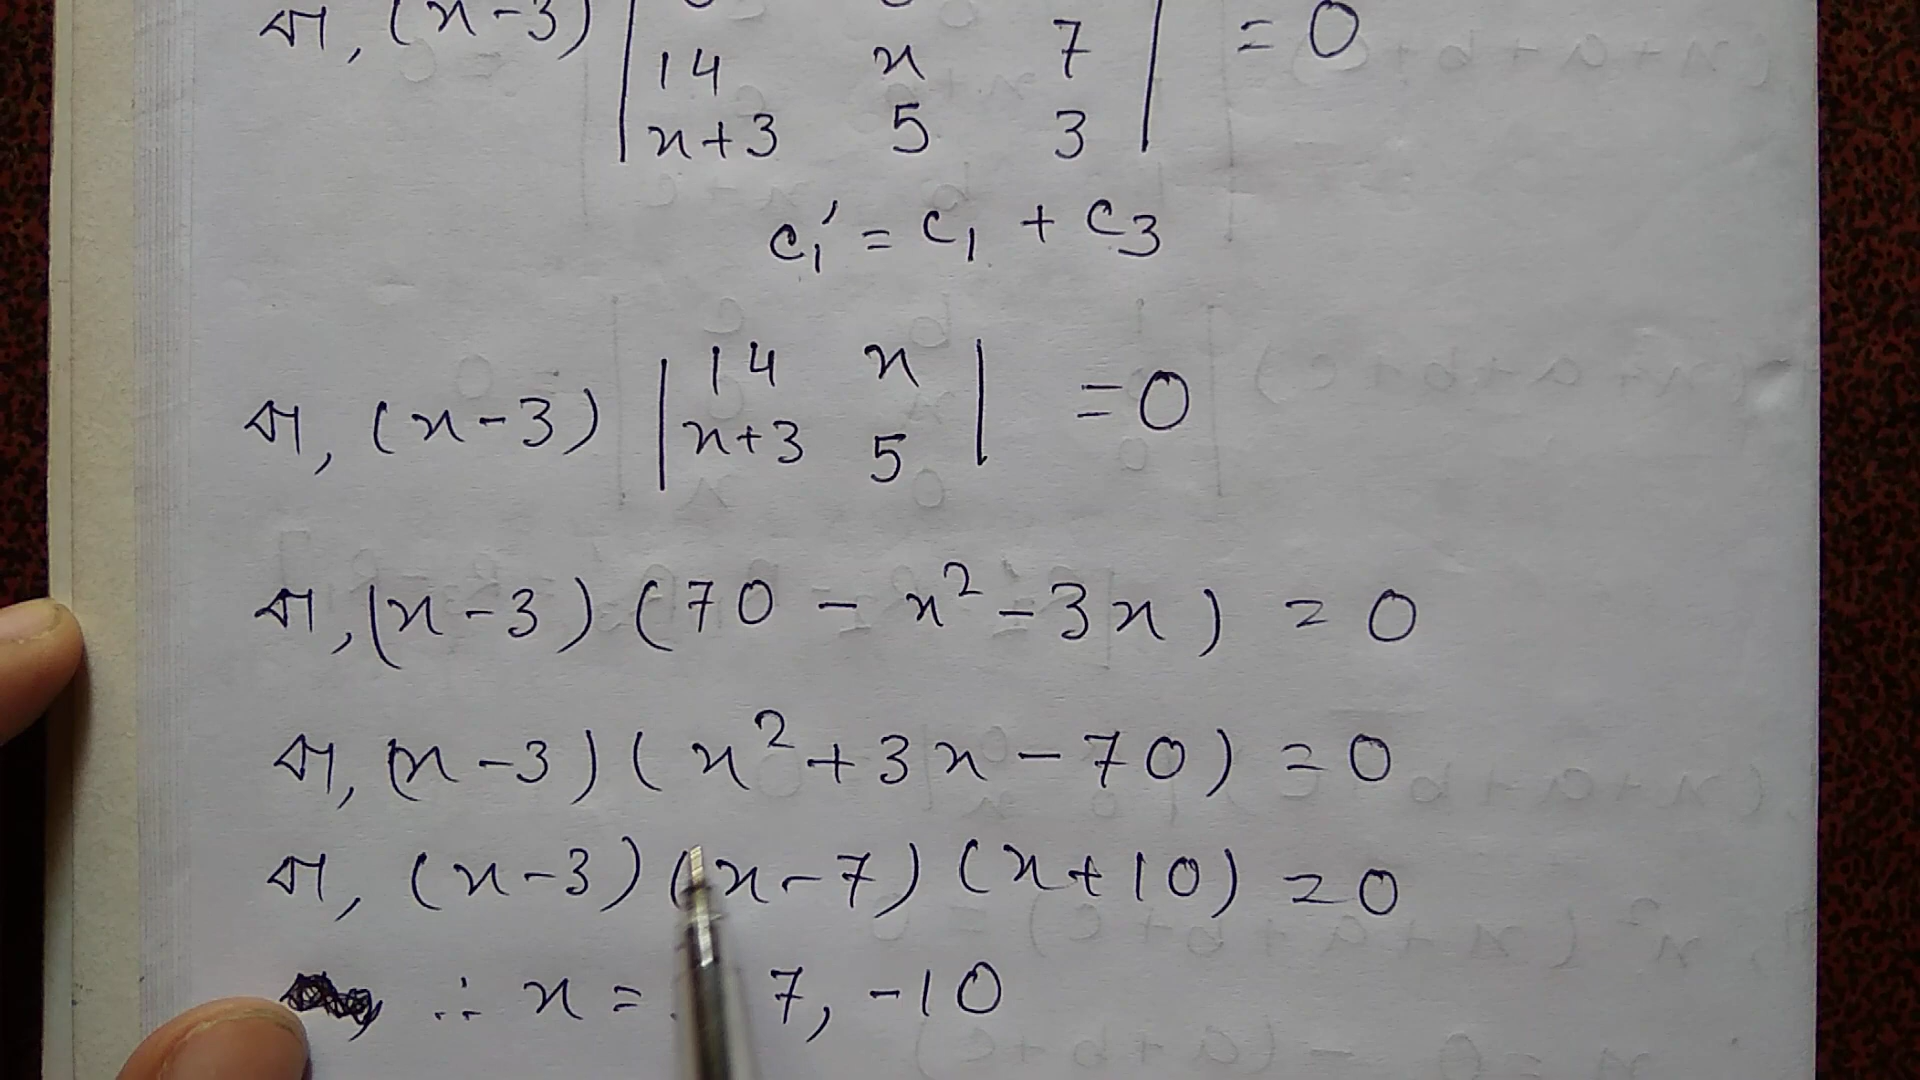 বা, (x-3) | 14 x 7 | = 0
| x+3 5 3 |
c₁' = c₁ + c₃
বা, (x-3) | 14 x | = 0
| x+3 5 |
বা, (x-3) (70 - x² - 3x) = 0
বা, (x-3) (x² + 3x - 70) = 0
বা, (x-3) (x-7) (x+10) = 0
∴ x = 7, -10